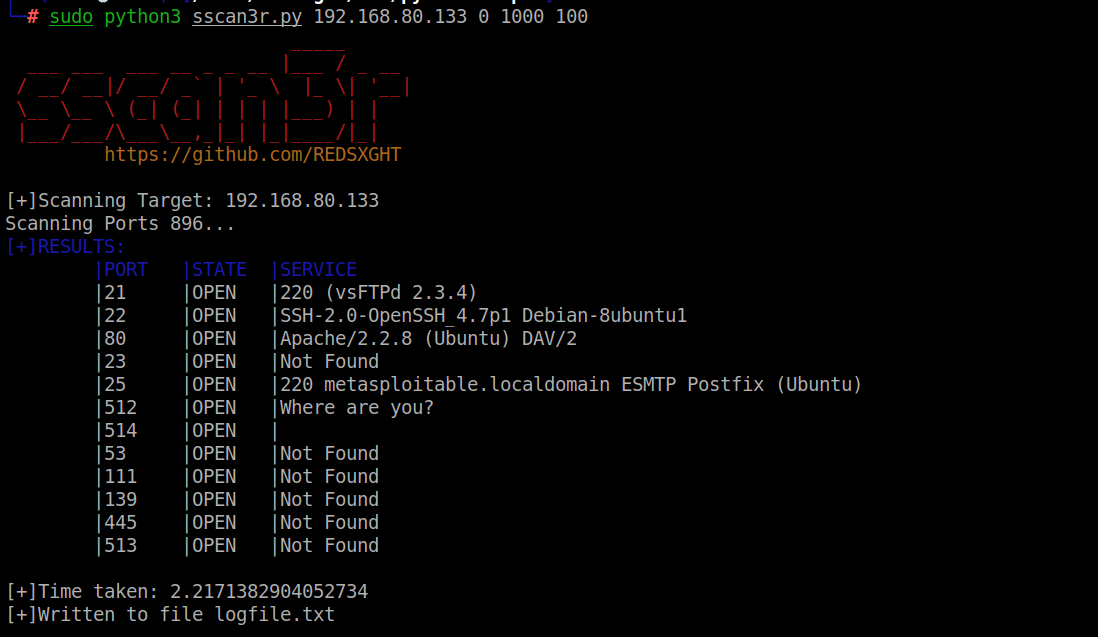 # sudo python3 sscan3r.py 192.168.80.133 0 1000 100
https://github.com/REDSXGHT
[+]Scanning Target: 192.168.80.133
Scanning Ports 896...
[+]RESULTS:
|PORT |STATE |SERVICE
|21 |OPEN |220 (vsFTPd 2.3.4)
|22 |OPEN |SSH-2.0-OpenSSH_4.7p1 Debian-8ubuntu1
|80 |OPEN |Apache/2.2.8 (Ubuntu) DAV/2
|23 |OPEN |Not Found
|25 |OPEN |220 metasploitable.localdomain ESMTP Postfix (Ubuntu)
|512 |OPEN |Where are you?
|514 |OPEN |
|53 |OPEN |Not Found
|111 |OPEN |Not Found
|139 |OPEN |Not Found
|445 |OPEN |Not Found
|513 |OPEN |Not Found
[+]Time taken: 2.2171382904052734
[+]Written to file logfile.txt